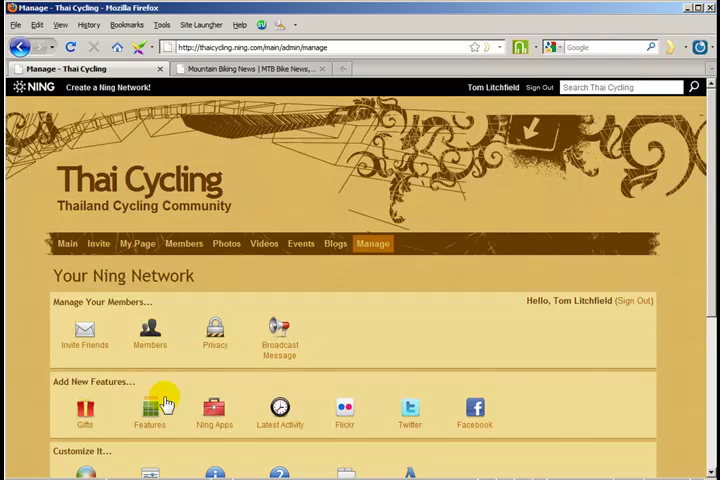 Manage - Thai Cycling - Mozilla Firefox
File Edit View History Bookmarks Tools Site Launcher Help
http://thaicycling.ning.com/main/admin/manage
Google
Manage - Thai Cycling
Mountain Biking News | MTB Bike News,...
NING Create a Ning Network!
Tom Litchfield Sign Out Search Thai Cycling
Thai Cycling
Thailand Cycling Community
Main Invite My Page Members Photos Videos Events Blogs Manage
Your Ning Network
Manage Your Members...
Hello, Tom Litchfield (Sign Out)
Invite Friends Members Privacy Broadcast Message
Add New Features...
Gifts Features Ning Apps Latest Activity Flickr Twitter Facebook
Customize It...